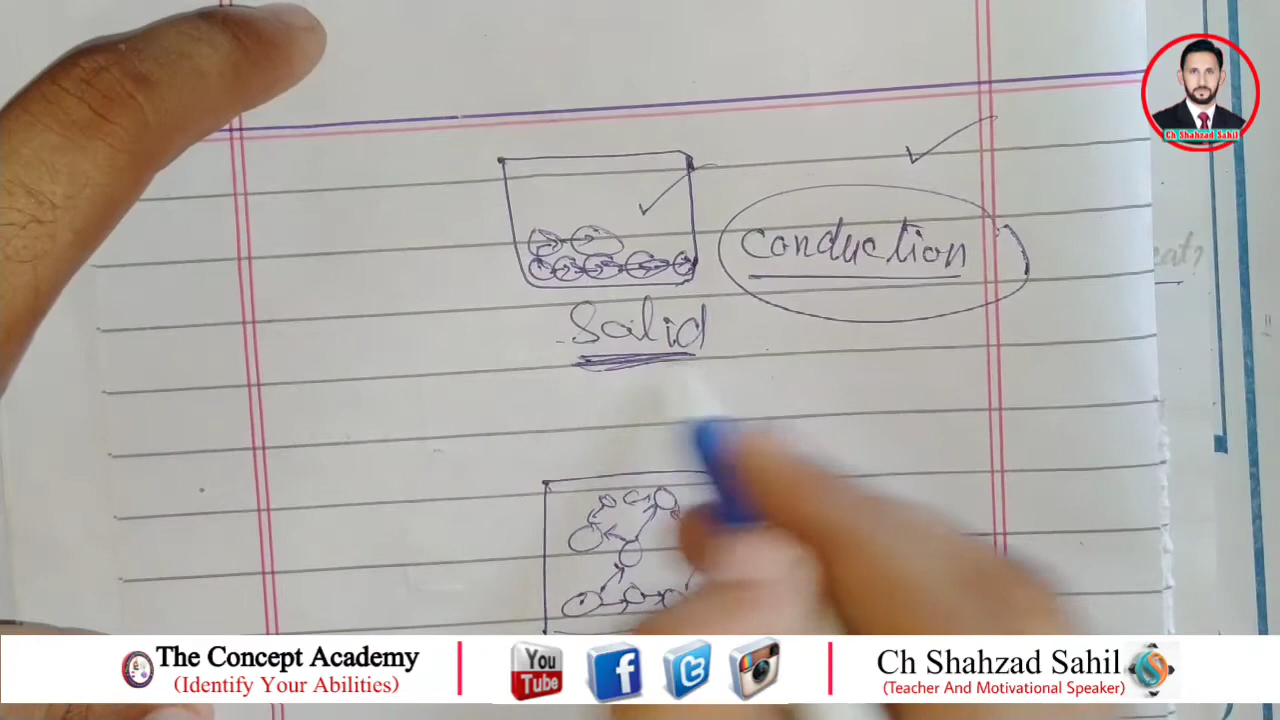 Ch Shahzad Sahil
conduction
eat?
Solid
The Concept Academy
(Identify Your Abilities)
You
Tube
Ch Shahzad Sahil
(Teacher And Motivational Speaker)